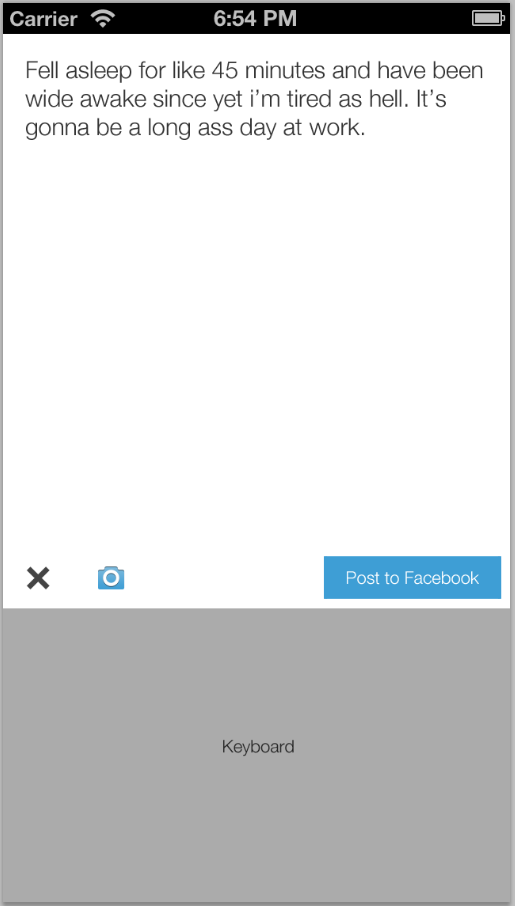 Carrier 6:54 PM
Fell asleep for like 45 minutes and have been
wide awake since yet i’m tired as hell. It’s
gonna be a long ass day at work.
Post to Facebook
Keyboard